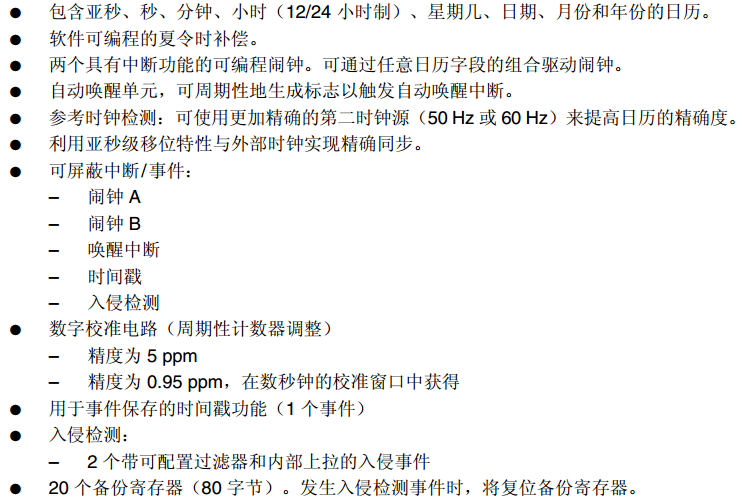 ● 包含亚秒、秒、分钟、小时（12/24 小时制）、星期几、日期、月份和年份的日历。
● 软件可编程的夏令时补偿。
● 两个具有中断功能的可编程闹钟。可通过任意日历字段的组合驱动闹钟。
● 自动唤醒单元，可周期性地生成标志以触发自动唤醒中断。
● 参考时钟检测：可使用更加精确的第二时钟源（50 Hz 或 60 Hz）来提高日历的精确度。
● 利用亚秒级移位特性与外部时钟实现精确同步。
● 可屏蔽中断/事件：
– 闹钟 A
– 闹钟 B
– 唤醒中断
– 时间戳
– 入侵检测
● 数字校准电路（周期性计数器调整）
– 精度为 5 ppm
– 精度为 0.95 ppm，在数秒钟的校准窗口中获得
● 用于事件保存的时间戳功能（1 个事件）
● 入侵检测：
– 2 个带可配置过滤器和内部上拉的入侵事件
● 20 个备份寄存器（80 字节）。发生入侵检测事件时，将复位备份寄存器。